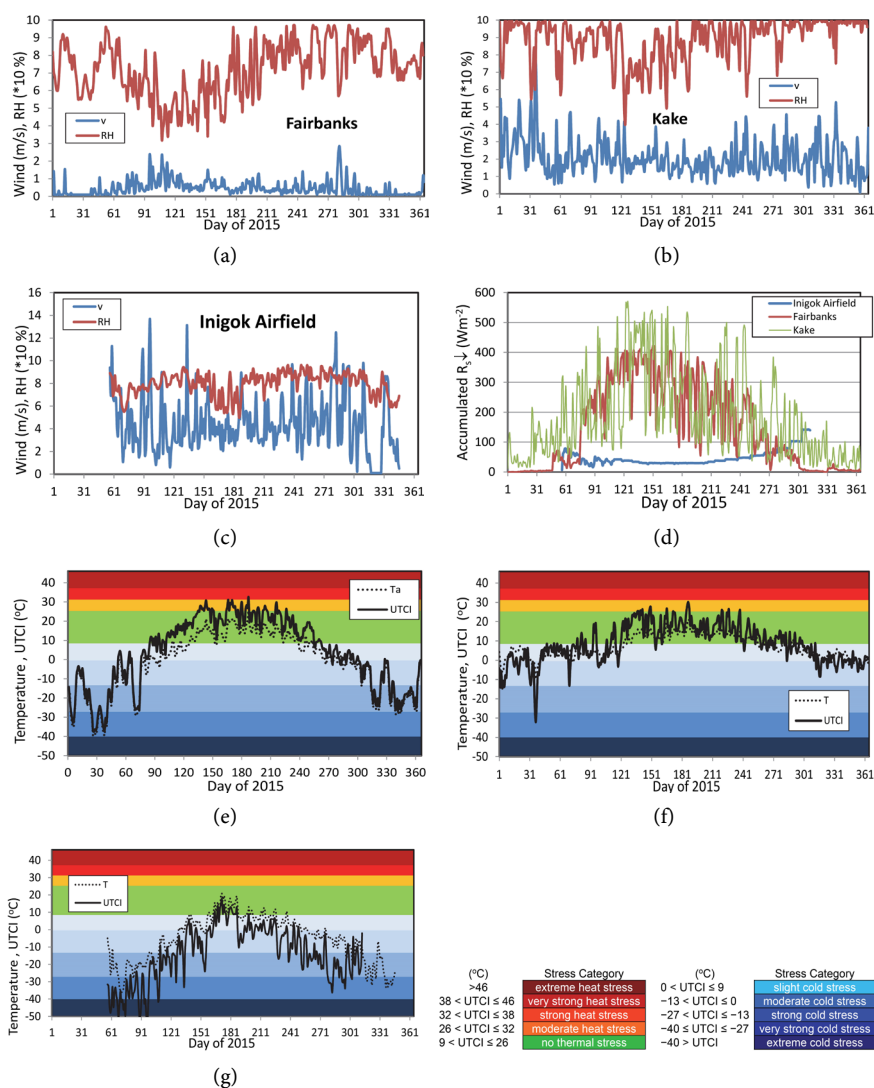 Wind (m/s), RH (*10 %)
10
9
8
7
6
5
4
3
2
1
0
v
RH
Fairbanks
1 31 61 91 121 151 181 211 241 271 301 331 361
Day of 2015
(a)
Wind (m/s), RH (*10 %)
10
9
8
7
6
5
4
3
2
1
0
v
RH
Kake
1 31 61 91 121 151 181 211 241 271 301 331 361
Day of 2015
(b)
Wind (m/s), RH (*10 %)
16
14
12
10
8
6
4
2
0
v
RH
Inigok Airfield
1 31 61 91 121 151 181 211 241 271 301 331 361
Day of 2015
(c)
Accumulated Rs↓ (Wm-2)
600
500
400
300
200
100
0
Inigok Airfield
Fairbanks
Kake
1 31 61 91 121 151 181 211 241 271 301 331 361
Day of 2015
(d)
Temperature , UTCI (oC)
40
30
20
10
0
-10
-20
-30
-40
-50
Ta
UTCI
0 30 60 90 120 150 180 210 240 270 300 330 360
Day of 2015
(e)
Temperature , UTCI (oC)
40
30
20
10
0
-10
-20
-30
-40
-50
T
UTCI
1 31 61 91 121 151 181 211 241 271 301 331 361
Day of 2015
(f)
Temperature , UTCI (oC)
40
30
20
10
0
-10
-20
-30
-40
-50
T
UTCI
1 31 61 91 121 151 181 211 241 271 301 331 361
Day of 2015
(g)
(oC) Stress Category
>46 extreme heat stress
38 < UTCI ≤ 46 very strong heat stress
32 < UTCI ≤ 38 strong heat stress
26 < UTCI ≤ 32 moderate heat stress
9 < UTCI ≤ 26 no thermal stress
(oC) Stress Category
0 < UTCI ≤ 9 slight cold stress
−13 < UTCI ≤ 0 moderate cold stress
−27 < UTCI ≤ −13 strong cold stress
−40 ≤ UTCI ≤ −27 very strong cold stress
−40 > UTCI extreme cold stress